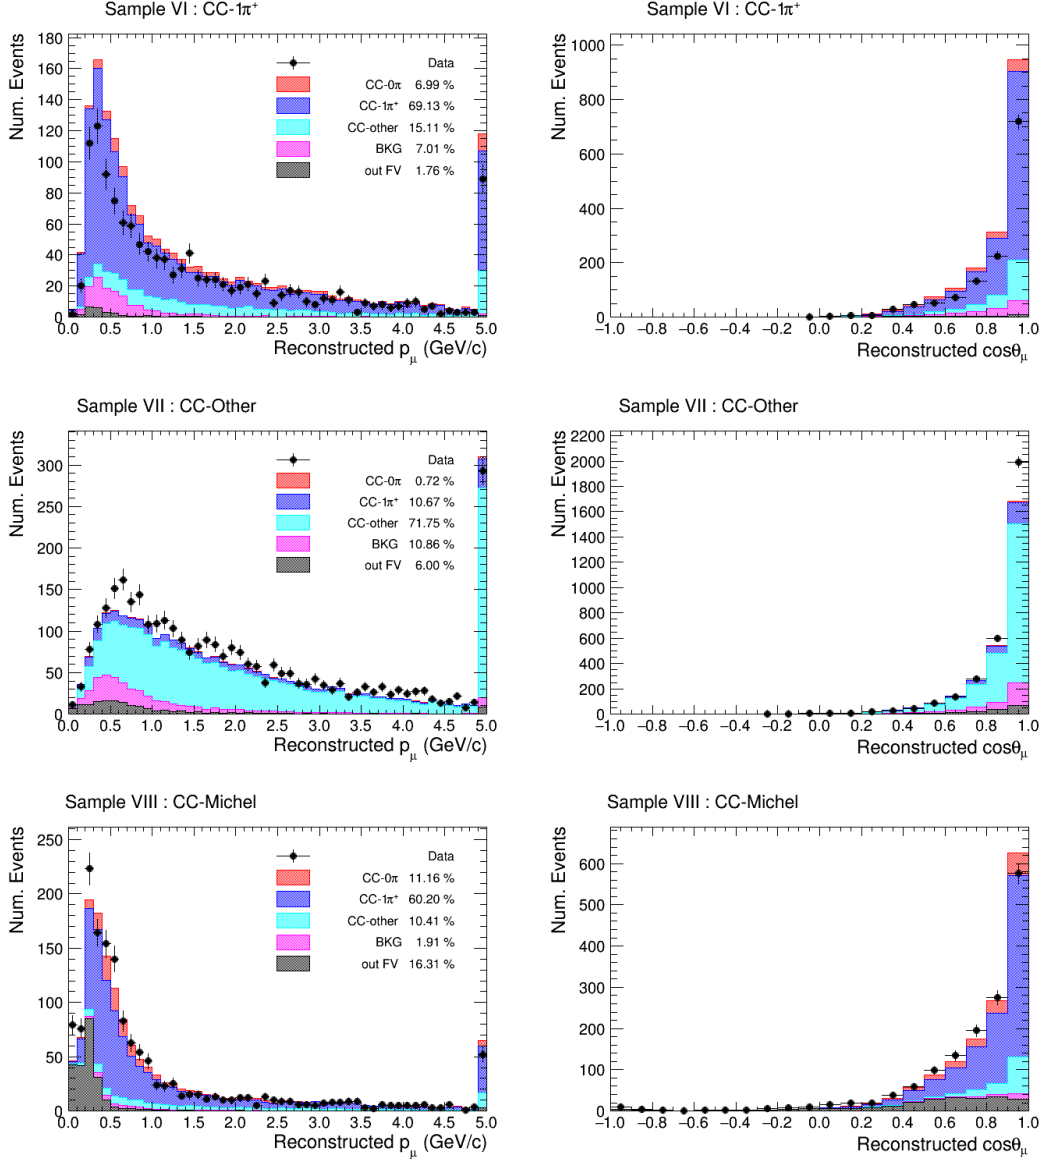 Sample VI : CC-1π⁺
Num. Events
180
160
140
120
100
80
60
40
20
0
Data
CC-0π 6.99 %
CC-1π⁺ 69.13 %
CC-other 15.11 %
BKG 7.01 %
out FV 1.76 %
0.0 0.5 1.0 1.5 2.0 2.5 3.0 3.5 4.0 4.5 5.0
Reconstructed pμ (GeV/c)
Sample VI : CC-1π⁺
Num. Events
1000
800
600
400
200
0
−1.0 −0.8 −0.6 −0.4 −0.2 0.0 0.2 0.4 0.6 0.8 1.0
Reconstructed cosθμ
Sample VII : CC-Other
Num. Events
300
250
200
150
100
50
0
Data
CC-0π 0.72 %
CC-1π⁺ 10.67 %
CC-other 71.75 %
BKG 10.86 %
out FV 6.00 %
0.0 0.5 1.0 1.5 2.0 2.5 3.0 3.5 4.0 4.5 5.0
Reconstructed pμ (GeV/c)
Sample VII : CC-Other
Num. Events
2200
2000
1800
1600
1400
1200
1000
800
600
400
200
0
−1.0 −0.8 −0.6 −0.4 −0.2 0.0 0.2 0.4 0.6 0.8 1.0
Reconstructed cosθμ
Sample VIII : CC-Michel
Num. Events
250
200
150
100
50
0
Data
CC-0π 11.16 %
CC-1π⁺ 60.20 %
CC-other 10.41 %
BKG 1.91 %
out FV 16.31 %
0.0 0.5 1.0 1.5 2.0 2.5 3.0 3.5 4.0 4.5 5.0
Reconstructed pμ (GeV/c)
Sample VIII : CC-Michel
Num. Events
600
500
400
300
200
100
0
−1.0 −0.8 −0.6 −0.4 −0.2 0.0 0.2 0.4 0.6 0.8 1.0
Reconstructed cosθμ